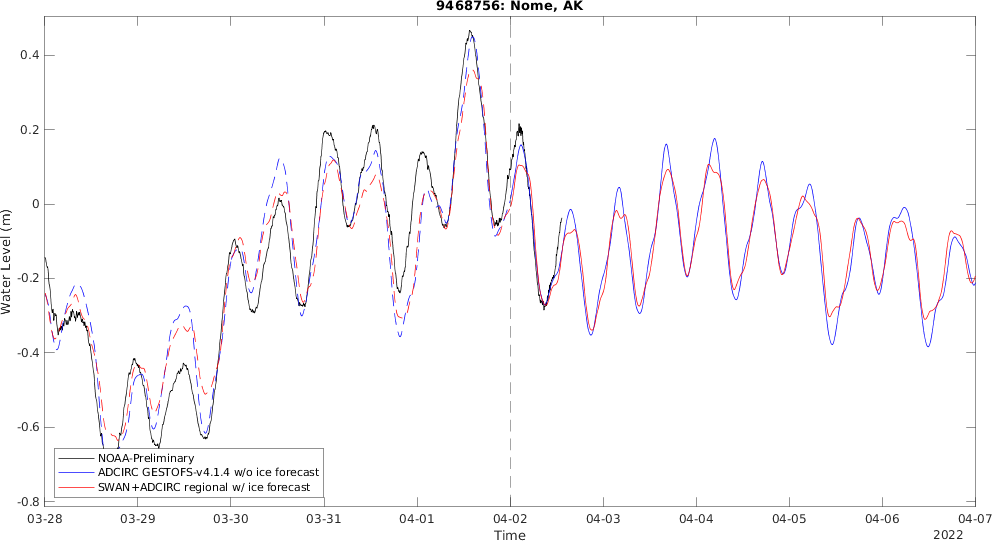 9468756: Nome, AK
Water Level (m)
0.4
0.2
0
-0.2
-0.4
-0.6
-0.8
NOAA-Preliminary
ADCIRC GESTOFS-v4.1.4 w/o ice forecast
SWAN+ADCIRC regional w/ ice forecast
03-28 03-29 03-30 03-31 04-01 04-02 04-03 04-04 04-05 04-06 04-07
Time
2022